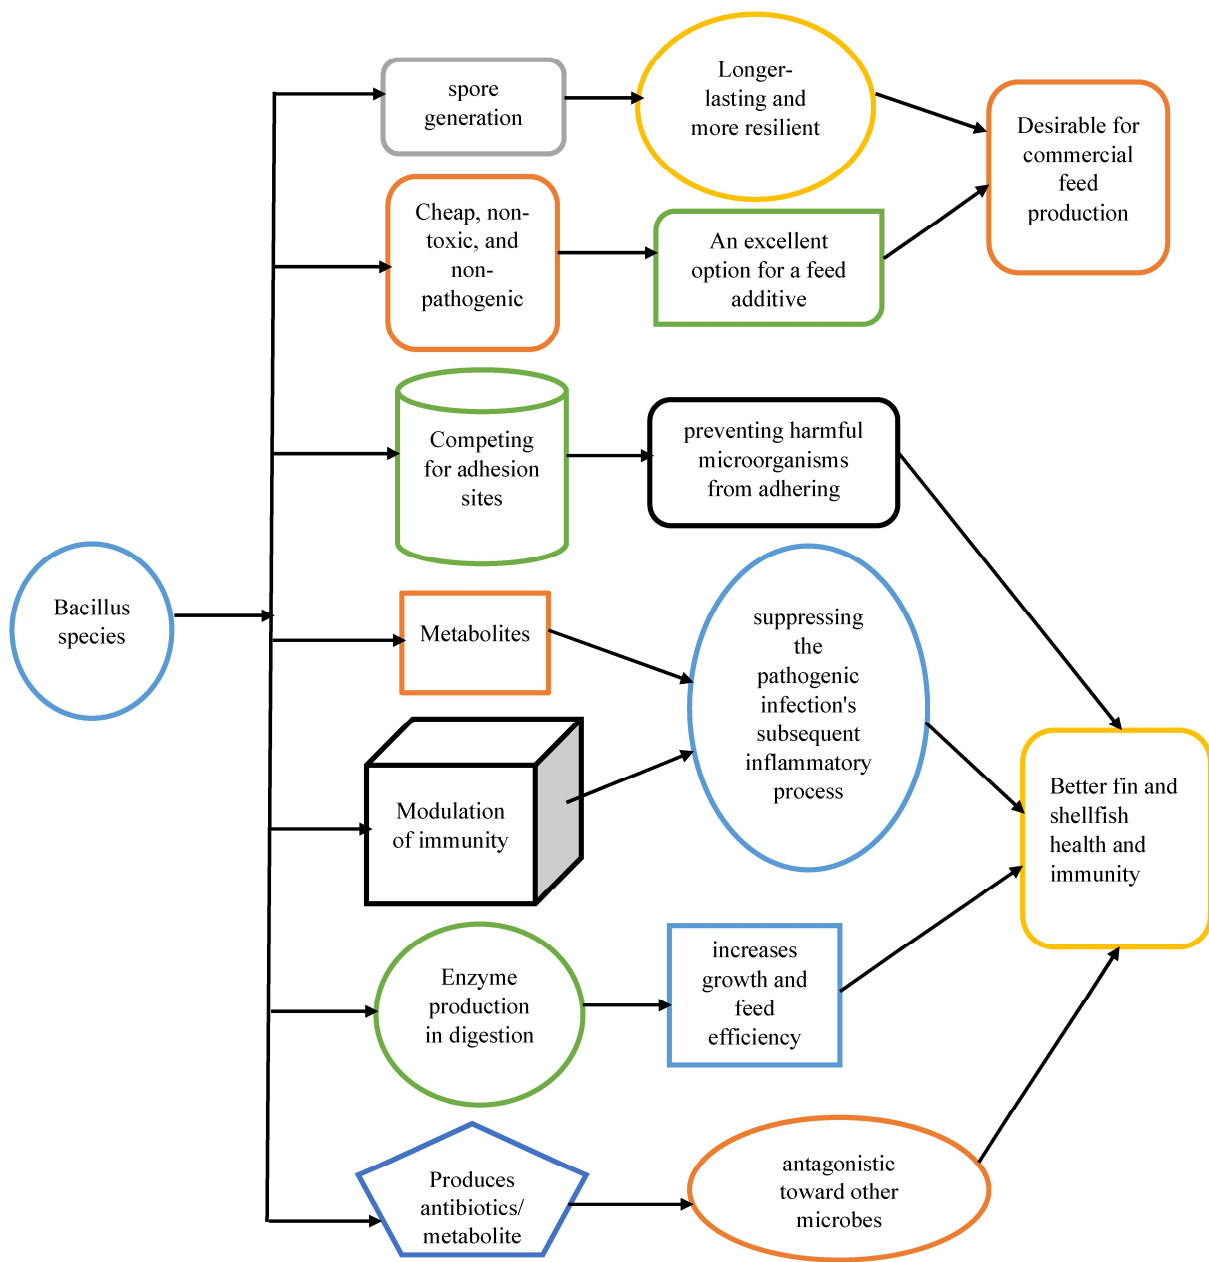 spore
generation
Longer-
lasting and
more resilient
Desirable for
commercial
feed
production
Cheap, non-
toxic, and
non-
pathogenic
An excellent
option for a feed
additive
Competing
for adhesion
sites
preventing harmful
microorganisms
from adhering
Bacillus
species
Metabolites
suppressing
the
pathogenic
infection's
subsequent
inflammatory
process
Modulation
of immunity
Better fin and
shellfish
health and
immunity
Enzyme
production
in digestion
increases
growth and
feed
efficiency
Produces
antibiotics/
metabolite
antagonistic
toward other
microbes